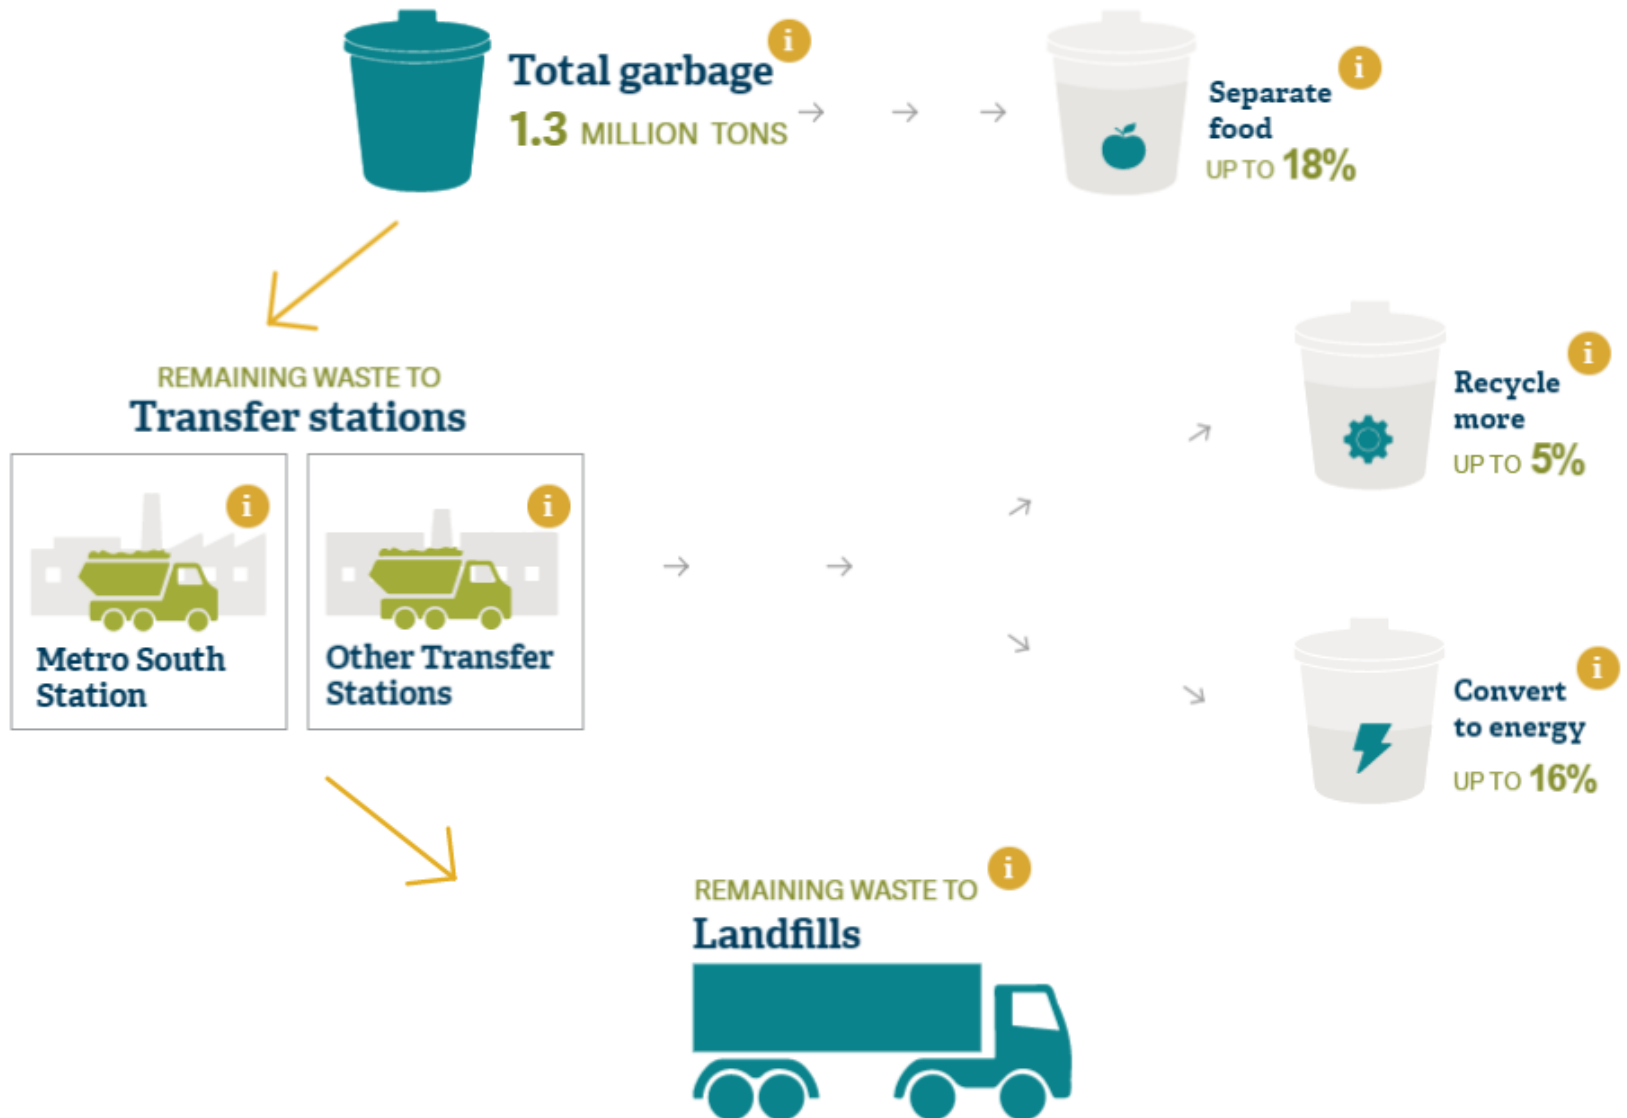 Total garbage
i
1.3 MILLION TONS
i
Separate
food
UP TO 18%
REMAINING WASTE TO
Transfer stations
i
Metro South
Station
i
Other Transfer
Stations
i
Recycle
more
UP TO 5%
i
Convert
to energy
UP TO 16%
REMAINING WASTE TO
i
Landfills